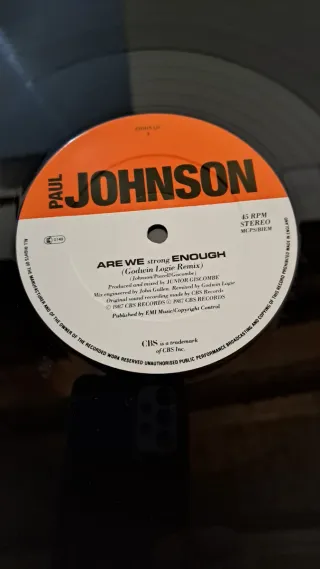 PAUL
JOHNSON
45 RPM
STEREO
MCPS/BIEM
ARE WE strong ENOUGH
(Godwin Logie Remix)
(Johnson/Powell/Giscombe)
Produced and mixed by JUNIOR GISCOMBE
Mix engineered by John Gallen. Remixed by Godwin Logie
Original sound recording made by CBS Records
℗ 1987 CBS RECORDS © 1987 CBS RECORDS
Published by EMI Music/Copyright Control
CBS is a trademark
of CBS Inc.
ALL RIGHTS OF THE MANUFACTURER AND OF THE OWNER OF THE RECORDED WORK RESERVED UNAUTHORISED PUBLIC PERFORMANCE BROADCASTING AND COPYING OF THIS RECORD PROHIBITED MADE IN ENGLAND